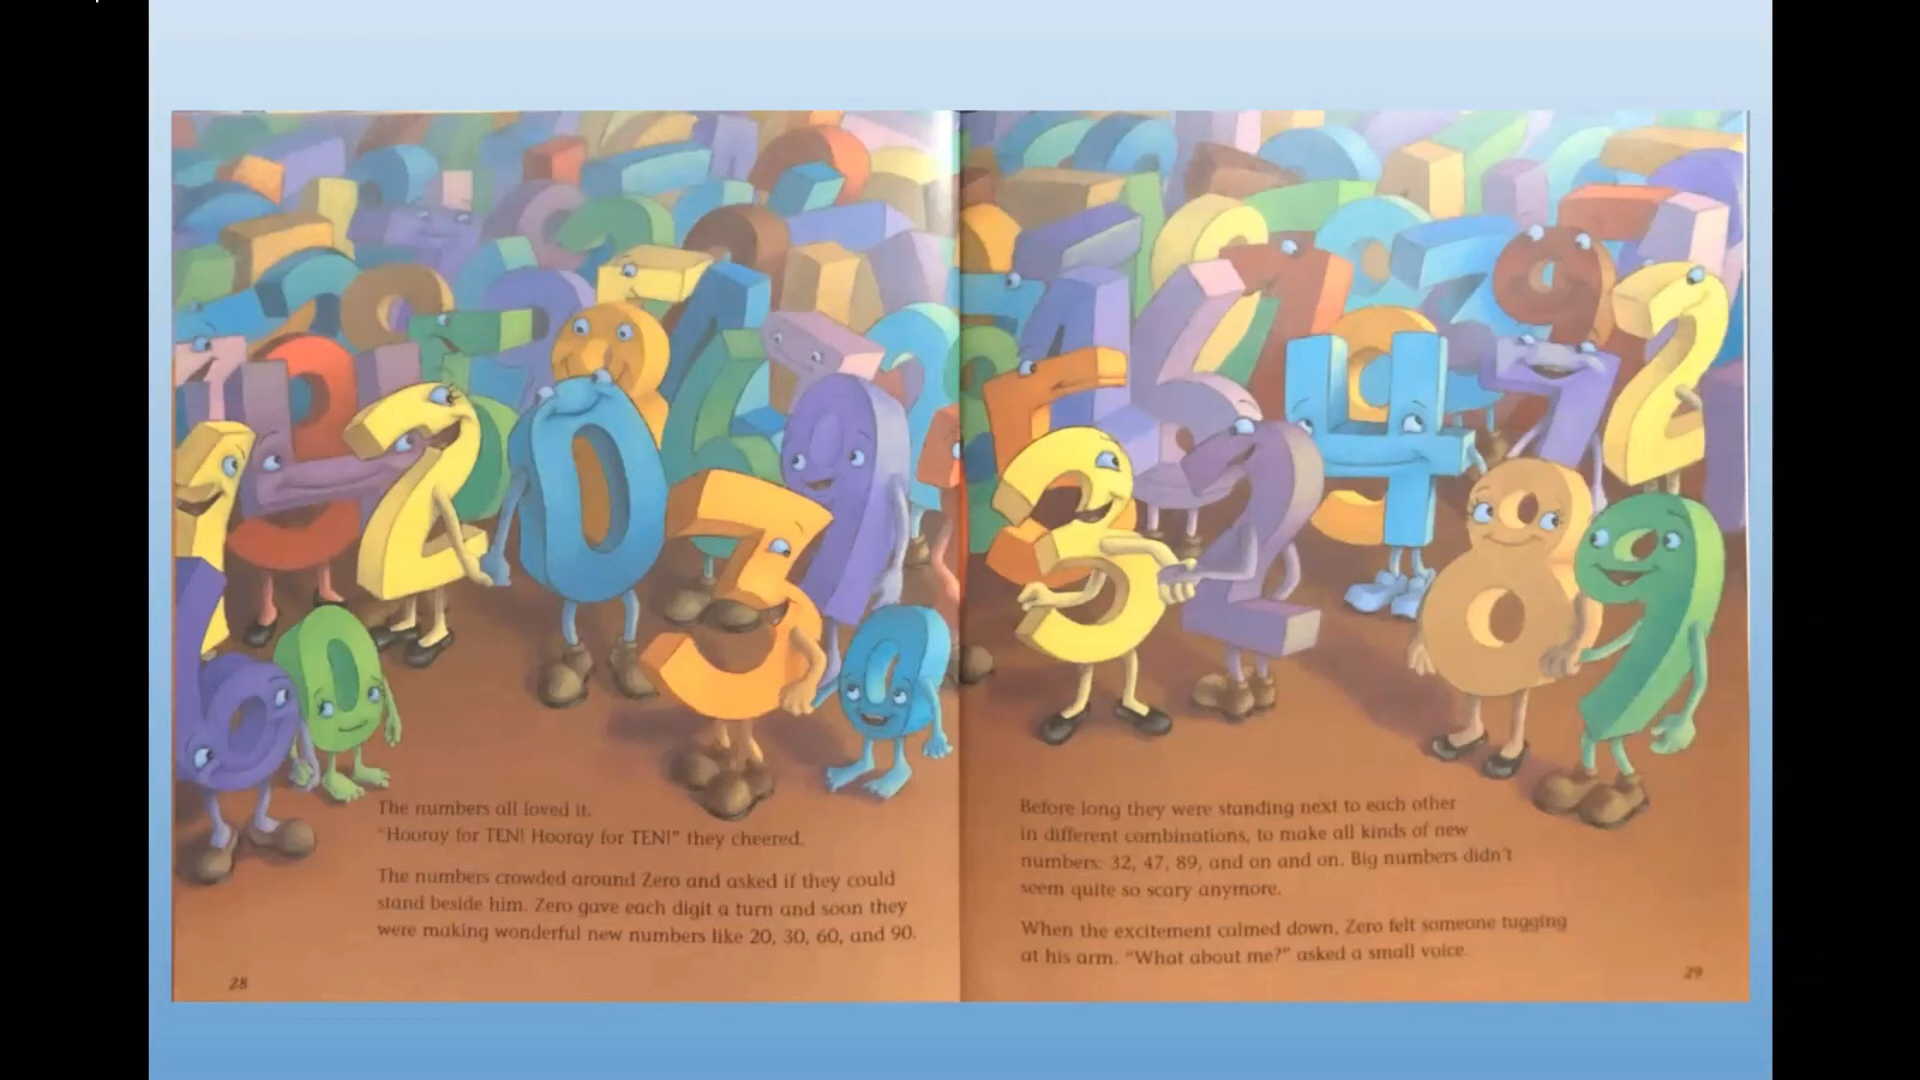 The numbers all loved it.
"Hooray for TEN! Hooray for TEN!" they cheered.
The numbers crowded around Zero and asked if they could
stand beside him. Zero gave each digit a turn and soon they
were making wonderful new numbers like 20, 30, 60, and 90.
28
Before long they were standing next to each other
in different combinations, to make all kinds of new
numbers: 32, 47, 89, and on and on. Big numbers didn't
seem quite so scary anymore.
When the excitement calmed down, Zero felt someone tugging
at his arm. "What about me?" asked a small voice.
29